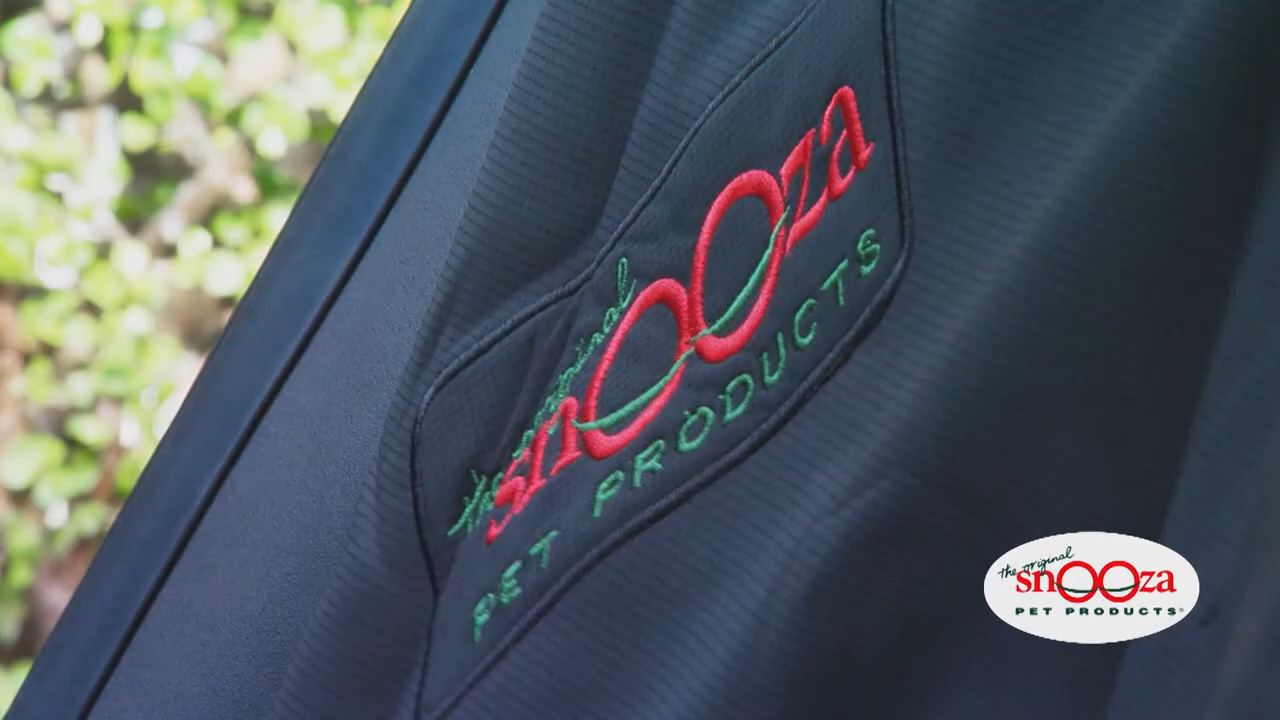 the original
snOOza
PET PRODUCTS
the original
snOOza
PET PRODUCTS®